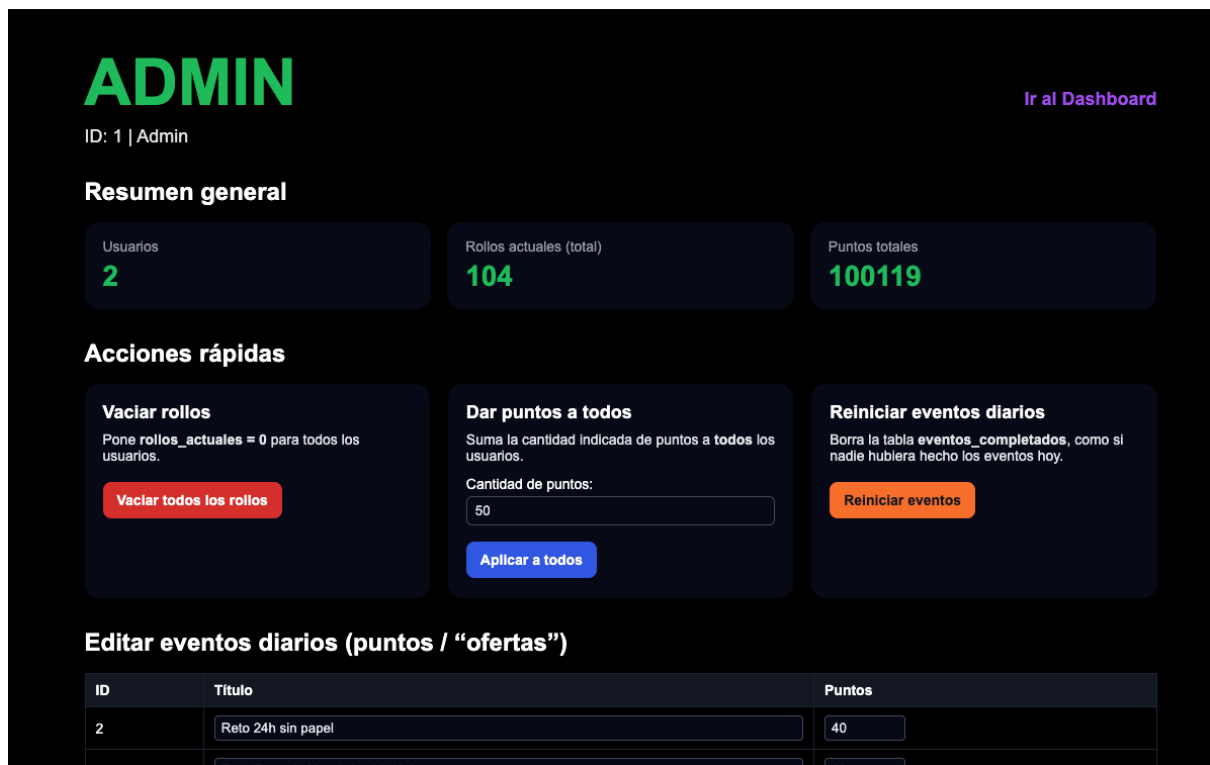 ADMIN
Ir al Dashboard
ID: 1 | Admin
Resumen general
Usuarios
2
Rollos actuales (total)
104
Puntos totales
100119
Acciones rápidas
Vaciar rollos
Pone rollos_actuales = 0 para todos los
usuarios.
Vaciar todos los rollos
Dar puntos a todos
Suma la cantidad indicada de puntos a todos los
usuarios.
Cantidad de puntos:
50
Aplicar a todos
Reiniciar eventos diarios
Borra la tabla eventos_completados, como si
nadie hubiera hecho los eventos hoy.
Reiniciar eventos
Editar eventos diarios (puntos / “ofertas”)
ID Título Puntos
2 Reto 24h sin papel 40